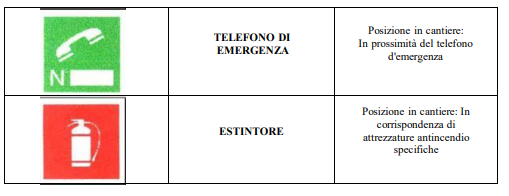 N
TELEFONO DI
EMERGENZA
Posizione in cantiere:
In prossimità del telefono
d'emergenza
ESTINTORE
Posizione in cantiere: In
corrispondenza di
attrezzature antincendio
specifiche